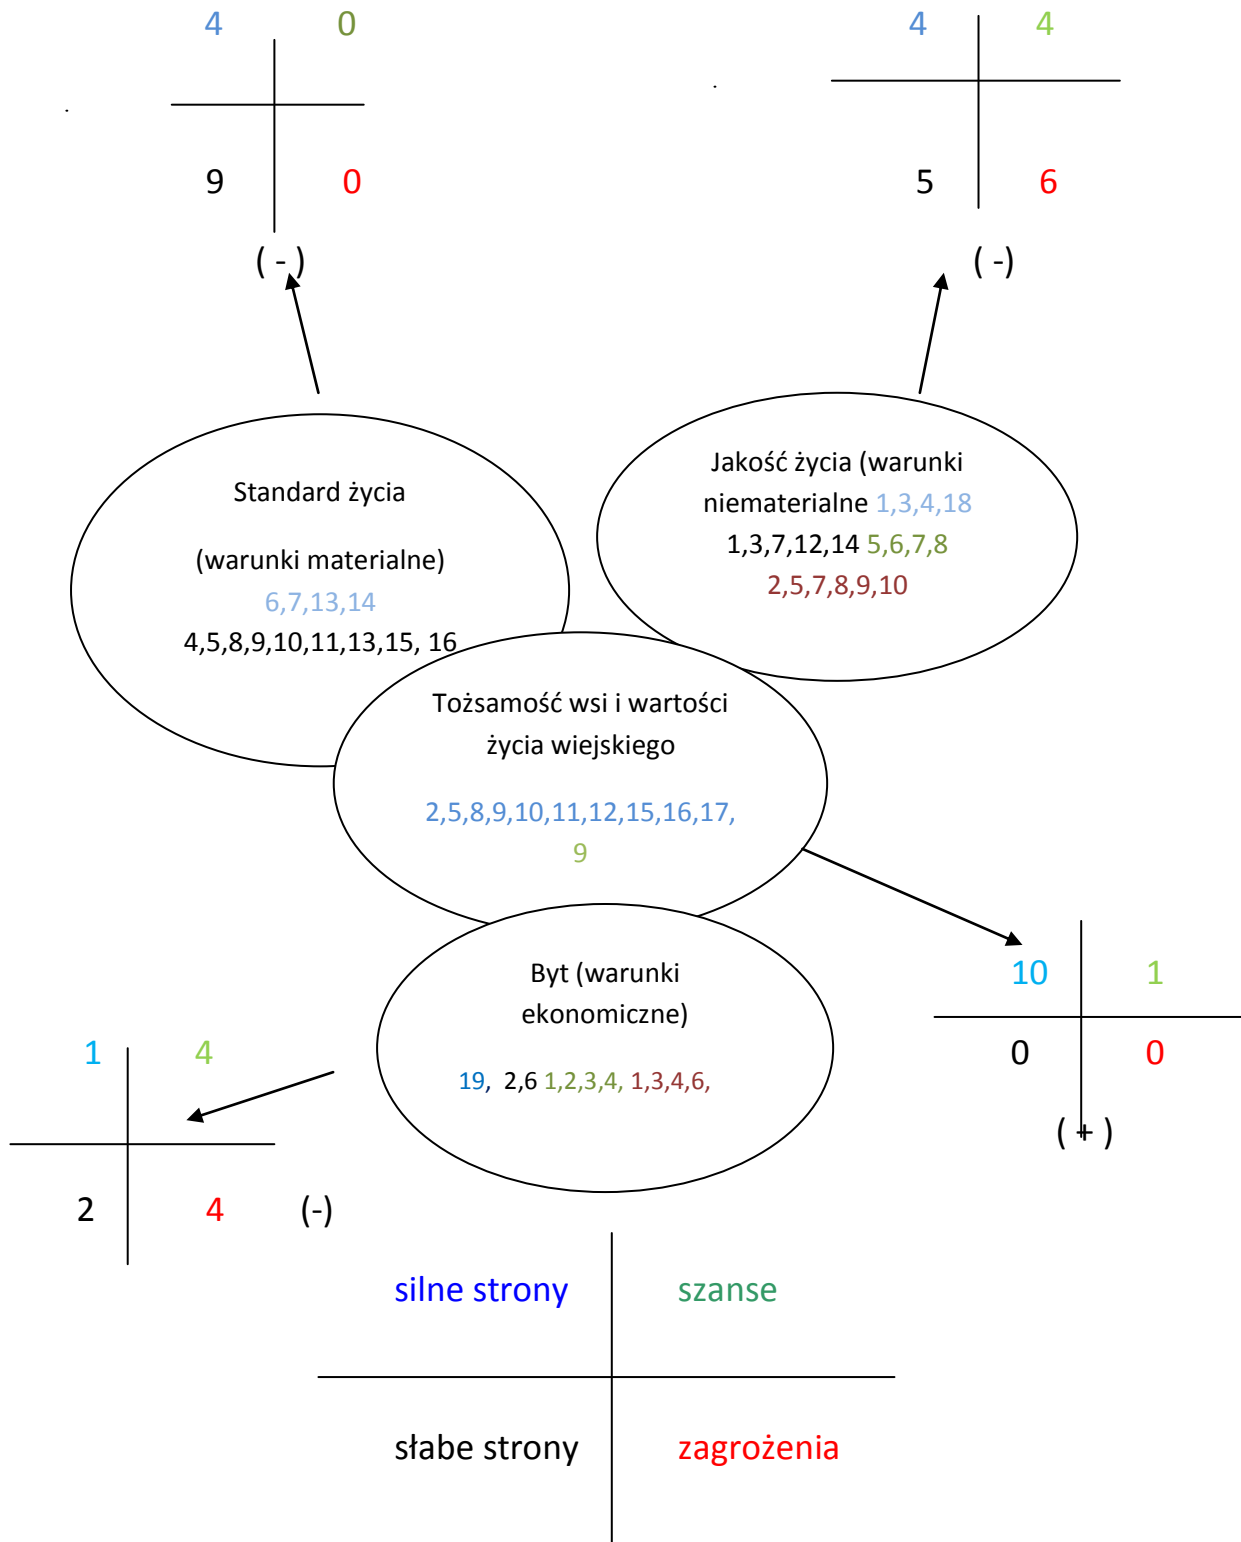 4 0
9 0
( - )
4 4
5 6
( -)
Standard życia
(warunki materialne)
6,7,13,14
4,5,8,9,10,11,13,15, 16
Jakość życia (warunki
niematerialne 1,3,4,18
1,3,7,12,14 5,6,7,8
2,5,7,8,9,10
Tożsamość wsi i wartości
życia wiejskiego
2,5,8,9,10,11,12,15,16,17,
9
10 1
0 0
( + )
Byt (warunki
ekonomiczne)
19, 2,6 1,2,3,4, 1,3,4,6,
1 4
2 4 (-)
silne strony szanse
słabe strony zagrożenia